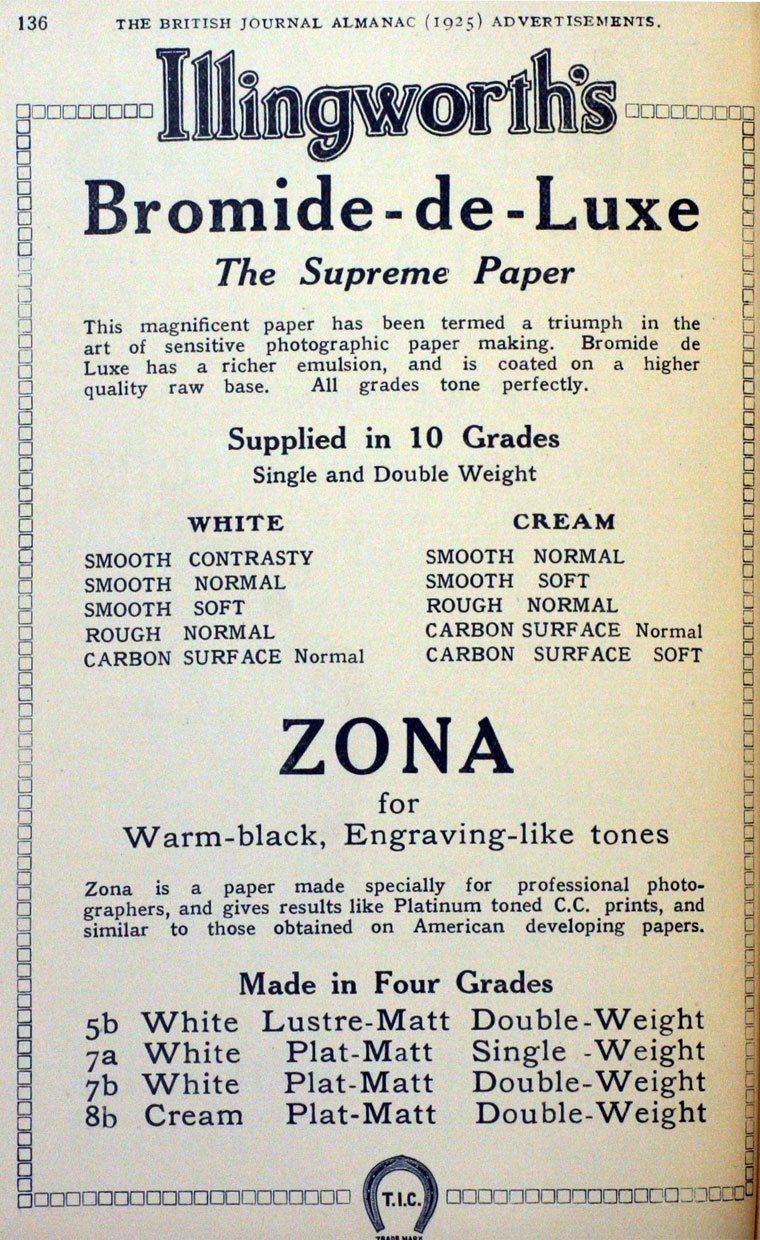 136 THE BRITISH JOURNAL ALMANAC (1925) ADVERTISEMENTS.
Illingworth's
Bromide-de-Luxe
The Supreme Paper
This magnificent paper has been termed a triumph in the
art of sensitive photographic paper making. Bromide de
Luxe has a richer emulsion, and is coated on a higher
quality raw base. All grades tone perfectly.
Supplied in 10 Grades
Single and Double Weight
WHITE CREAM
SMOOTH CONTRASTY SMOOTH NORMAL
SMOOTH NORMAL SMOOTH SOFT
SMOOTH SOFT ROUGH NORMAL
ROUGH NORMAL CARBON SURFACE Normal
CARBON SURFACE Normal CARBON SURFACE SOFT
ZONA
for
Warm-black, Engraving-like tones
Zona is a paper made specially for professional photo-
graphers, and gives results like Platinum toned C.C. prints, and
similar to those obtained on American developing papers.
Made in Four Grades
5b White Lustre-Matt Double-Weight
7a White Plat-Matt Single -Weight
7b White Plat-Matt Double-Weight
8b Cream Plat-Matt Double-Weight
T.I.C.
TRADE MARK